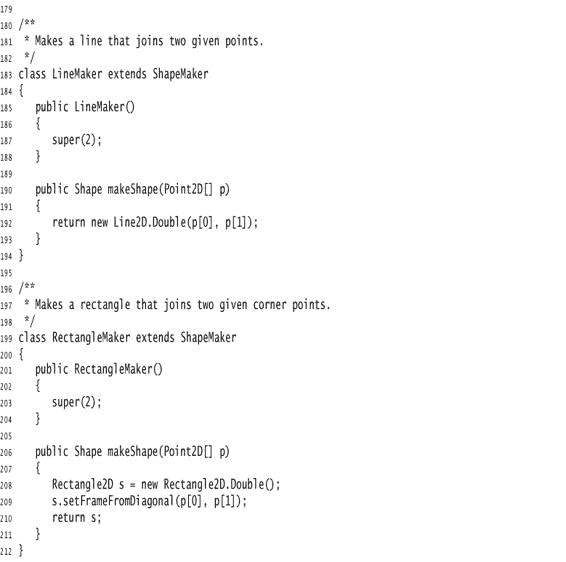 179
180 /**
181  * Makes a line that joins two given points.
182  */
183 class LineMaker extends ShapeMaker
184 {
185    public LineMaker()
186    {
187       super(2);
188    }
189
190    public Shape makeShape(Point2D[] p)
191    {
192       return new Line2D.Double(p[0], p[1]);
193    }
194 }
195
196 /**
197  * Makes a rectangle that joins two given corner points.
198  */
199 class RectangleMaker extends ShapeMaker
200 {
201    public RectangleMaker()
202    {
203       super(2);
204    }
205
206    public Shape makeShape(Point2D[] p)
207    {
208       Rectangle2D s = new Rectangle2D.Double();
209       s.setFrameFromDiagonal(p[0], p[1]);
210       return s;
211    }
212 }